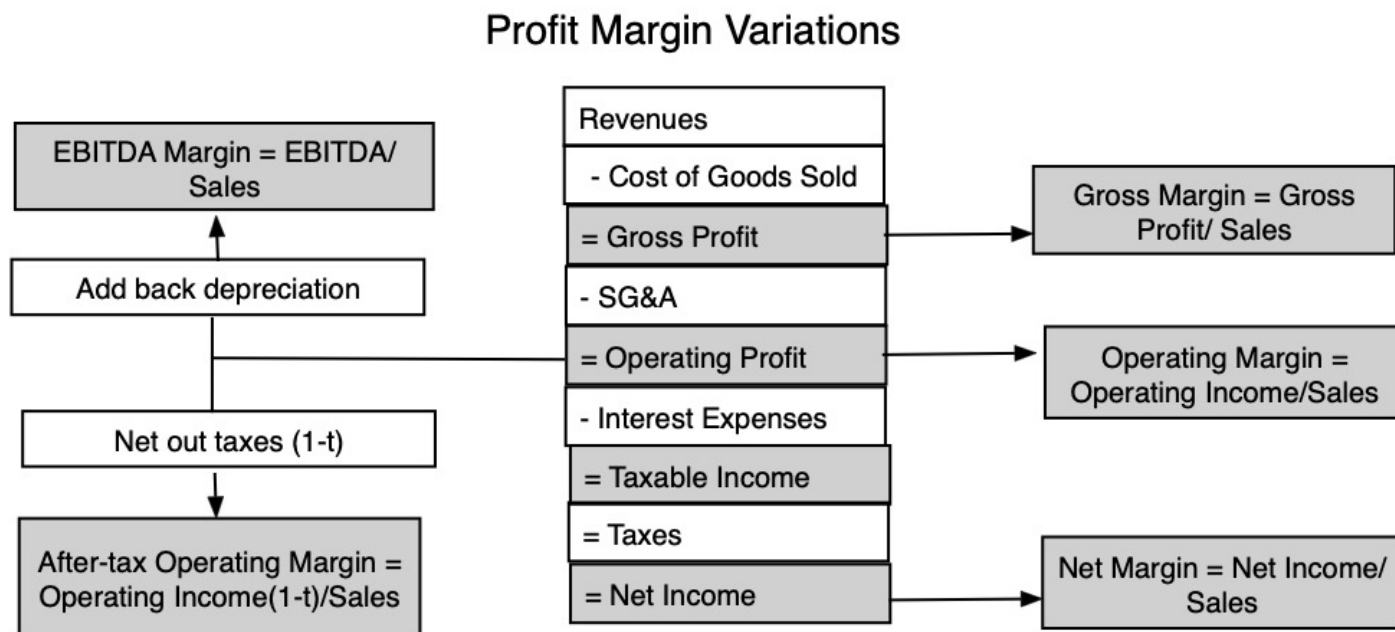 Profit Margin Variations
EBITDA Margin = EBITDA/
Sales
Add back depreciation
Net out taxes (1-t)
After-tax Operating Margin =
Operating Income(1-t)/Sales
Revenues
- Cost of Goods Sold
= Gross Profit
- SG&A
= Operating Profit
- Interest Expenses
= Taxable Income
= Taxes
= Net Income
Gross Margin = Gross
Profit/ Sales
Operating Margin =
Operating Income/Sales
Net Margin = Net Income/
Sales